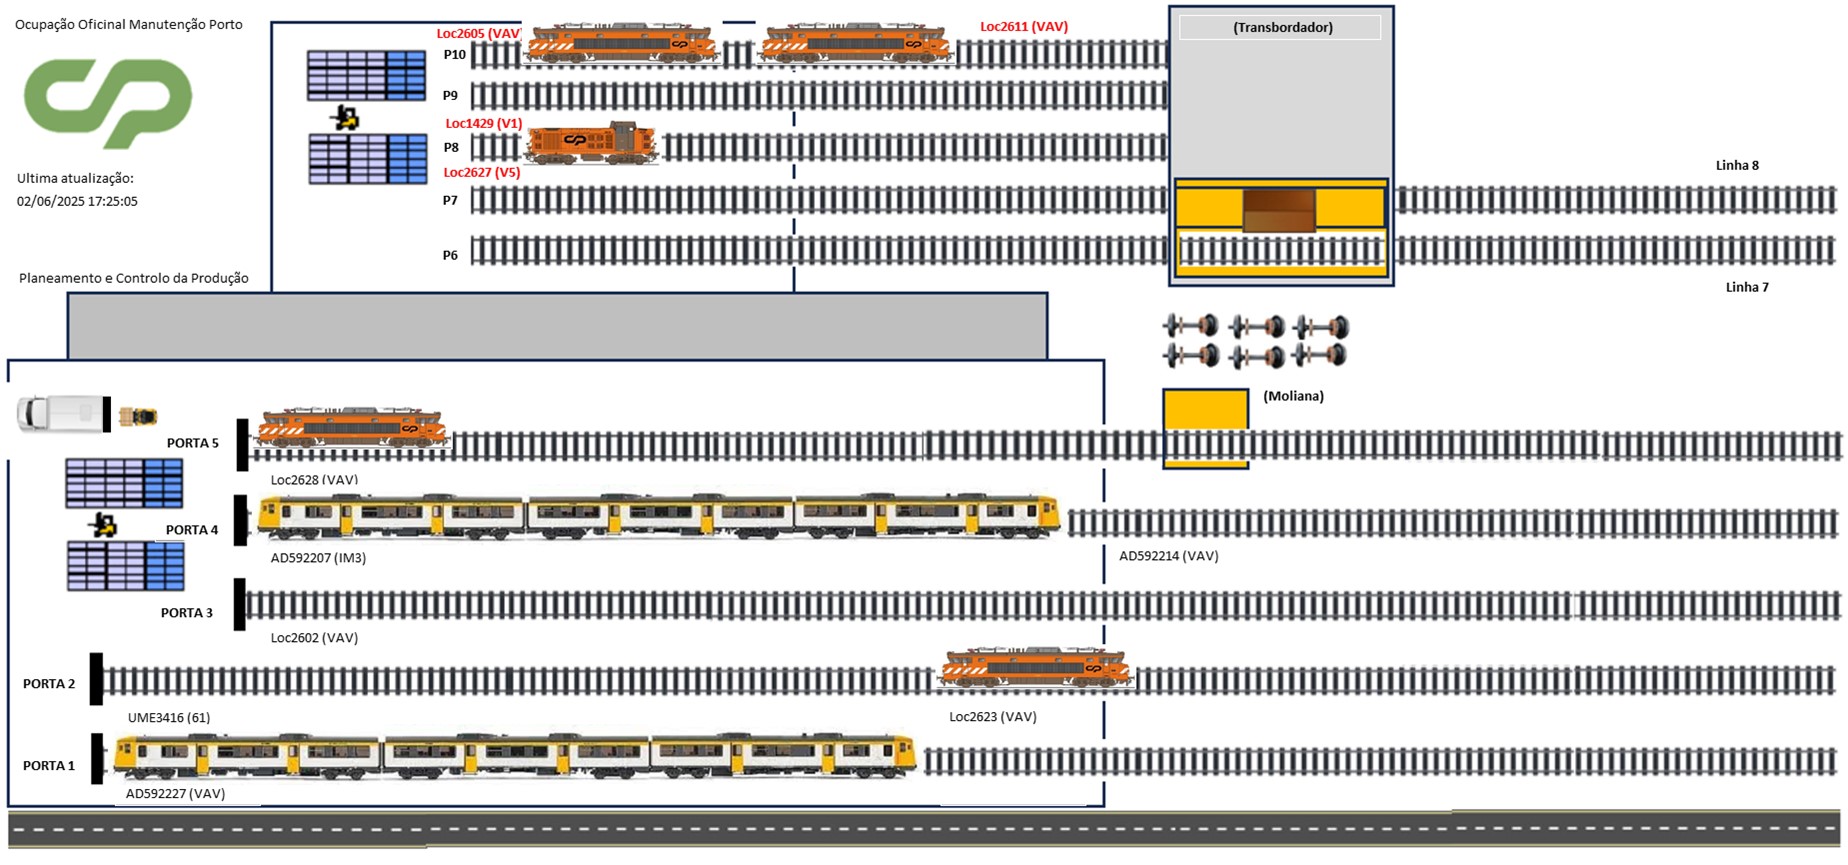 Ocupação Oficinal Manutenção Porto
Ultima atualização:
02/06/2025 17:25:05
Planeamento e Controlo da Produção
Loc2605 (VAV)
Loc2611 (VAV)
P10
P9
Loc1429 (V1)
P8
Loc2627 (V5)
P7
P6
(Transbordador)
Linha 8
Linha 7
(Moliana)
PORTA 5
Loc2628 (VAV)
PORTA 4
AD592207 (IM3)
AD592214 (VAV)
PORTA 3
Loc2602 (VAV)
PORTA 2
UME3416 (61)
Loc2623 (VAV)
PORTA 1
AD592227 (VAV)